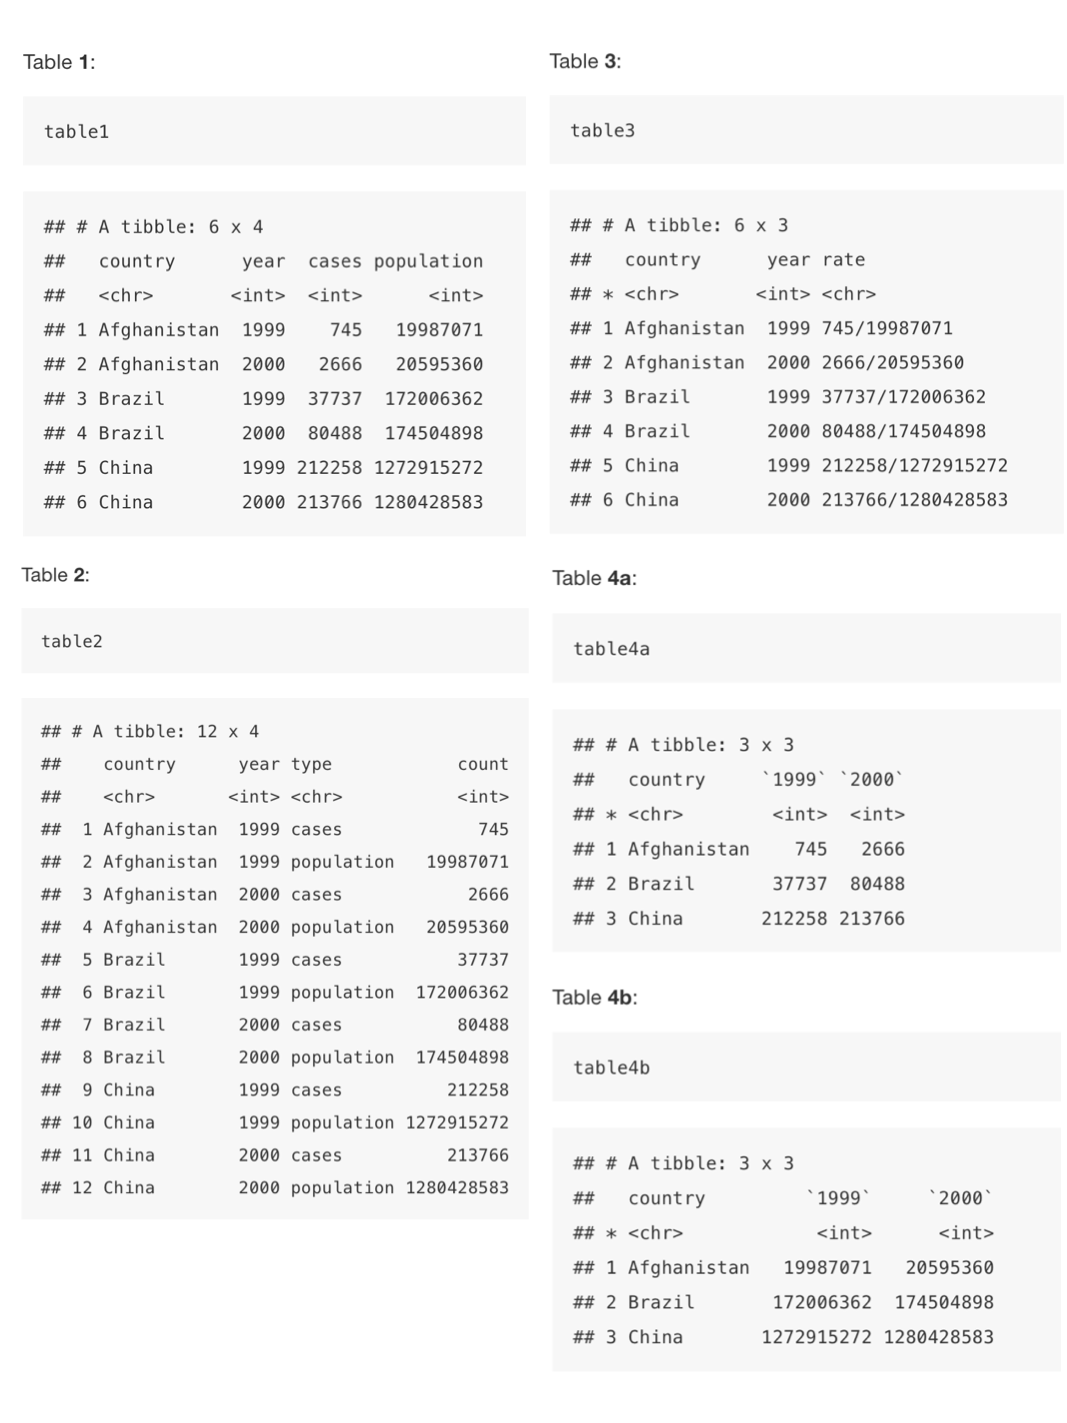 Table 1:
table1
## # A tibble: 6 x 4
##   country      year  cases population
##   <chr>       <int>  <int>      <int>
## 1 Afghanistan  1999    745   19987071
## 2 Afghanistan  2000   2666   20595360
## 3 Brazil       1999  37737  172006362
## 4 Brazil       2000  80488  174504898
## 5 China        1999 212258 1272915272
## 6 China        2000 213766 1280428583
Table 2:
table2
## # A tibble: 12 x 4
##    country      year type            count
##    <chr>       <int> <chr>           <int>
##  1 Afghanistan  1999 cases             745
##  2 Afghanistan  1999 population   19987071
##  3 Afghanistan  2000 cases            2666
##  4 Afghanistan  2000 population   20595360
##  5 Brazil       1999 cases           37737
##  6 Brazil       1999 population  172006362
##  7 Brazil       2000 cases           80488
##  8 Brazil       2000 population  174504898
##  9 China        1999 cases          212258
## 10 China        1999 population 1272915272
## 11 China        2000 cases          213766
## 12 China        2000 population 1280428583
Table 3:
table3
## # A tibble: 6 x 3
##   country      year rate
## * <chr>       <int> <chr>
## 1 Afghanistan  1999 745/19987071
## 2 Afghanistan  2000 2666/20595360
## 3 Brazil       1999 37737/172006362
## 4 Brazil       2000 80488/174504898
## 5 China        1999 212258/1272915272
## 6 China        2000 213766/1280428583
Table 4a:
table4a
## # A tibble: 3 x 3
##   country     `1999` `2000`
## * <chr>        <int>  <int>
## 1 Afghanistan    745   2666
## 2 Brazil       37737  80488
## 3 China       212258 213766
Table 4b:
table4b
## # A tibble: 3 x 3
##   country         `1999`     `2000`
## * <chr>            <int>      <int>
## 1 Afghanistan   19987071   20595360
## 2 Brazil       172006362  174504898
## 3 China       1272915272 1280428583